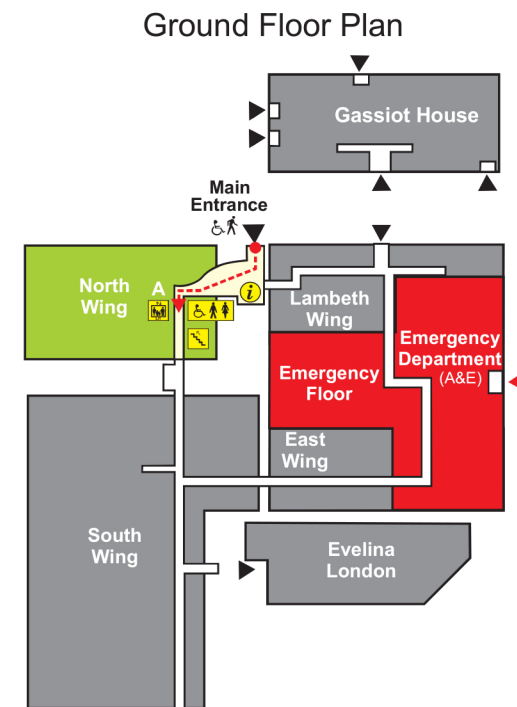 Ground Floor Plan
Gassiot House
Main
Entrance
North
Wing
A
i
Lambeth
Wing
Emergency
Department
(A&E)
Emergency
Floor
East
Wing
South
Wing
Evelina
London